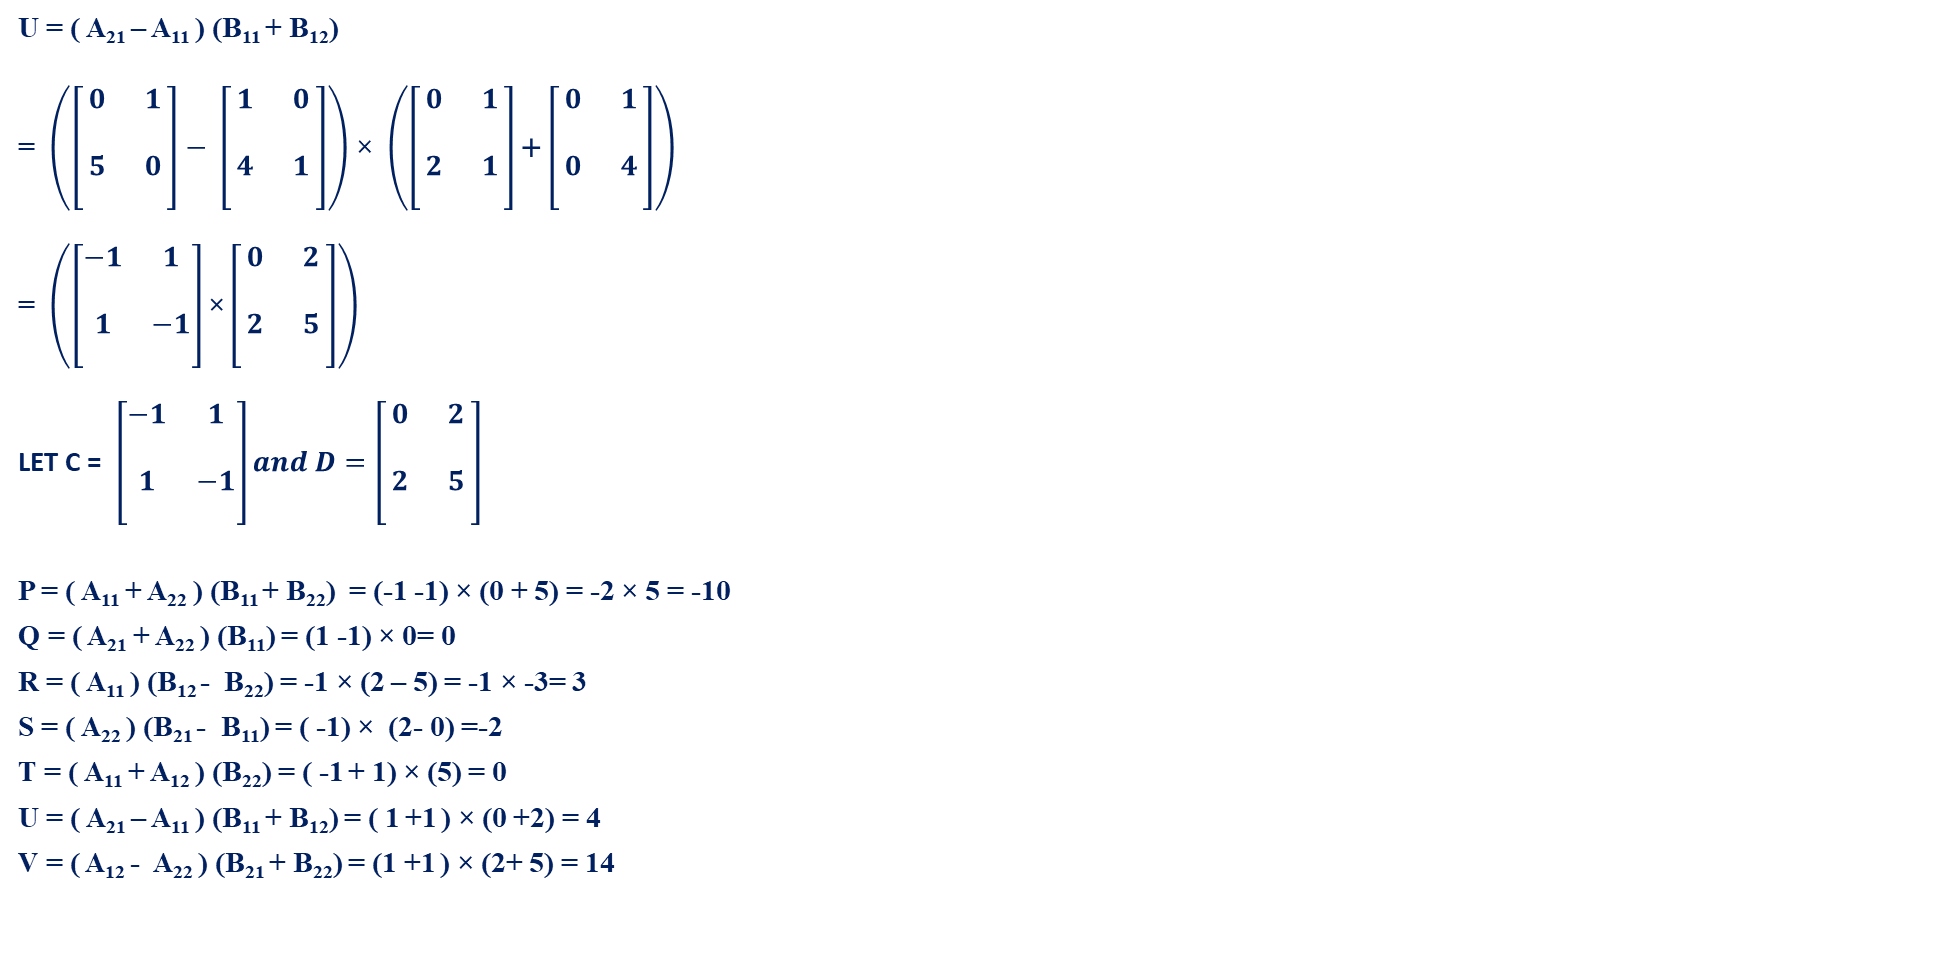 U = ( A₂₁ – A₁₁ ) (B₁₁ + B₁₂)
= ([0 1; 5 0] − [1 0; 4 1]) × ([0 1; 2 1] + [0 1; 0 4])
= ([−1 1; 1 −1] × [0 2; 2 5])
LET C = [−1 1; 1 −1] and D = [0 2; 2 5]
P = ( A₁₁ + A₂₂ ) (B₁₁ + B₂₂) = (-1 -1) × (0 + 5) = -2 × 5 = -10
Q = ( A₂₁ + A₂₂ ) (B₁₁) = (1 -1) × 0= 0
R = ( A₁₁ ) (B₁₂ - B₂₂) = -1 × (2 – 5) = -1 × -3= 3
S = ( A₂₂ ) (B₂₁ - B₁₁) = ( -1) × (2- 0) =-2
T = ( A₁₁ + A₁₂ ) (B₂₂) = ( -1 + 1) × (5) = 0
U = ( A₂₁ – A₁₁ ) (B₁₁ + B₁₂) = ( 1 +1 ) × (0 +2) = 4
V = ( A₁₂ - A₂₂ ) (B₂₁ + B₂₂) = (1 +1 ) × (2+ 5) = 14